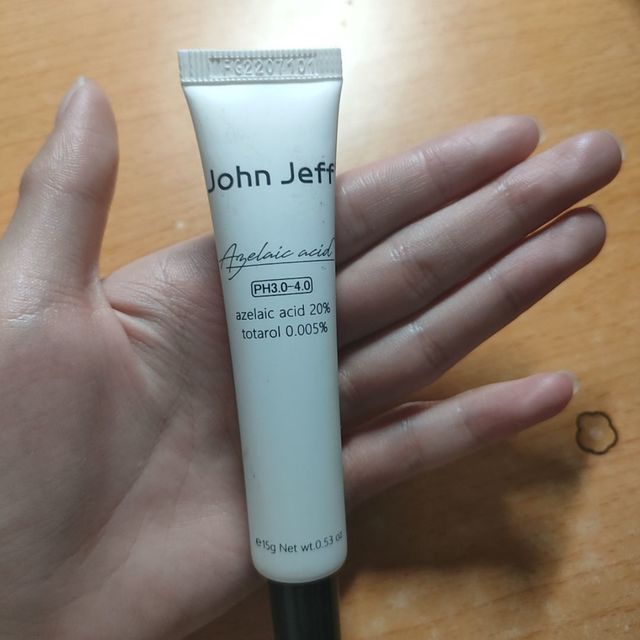 John Jeff
Azelaic acid
PH3.0-4.0
azelaic acid 20%
totarol 0.005%
e15g Net wt.0.53 oz